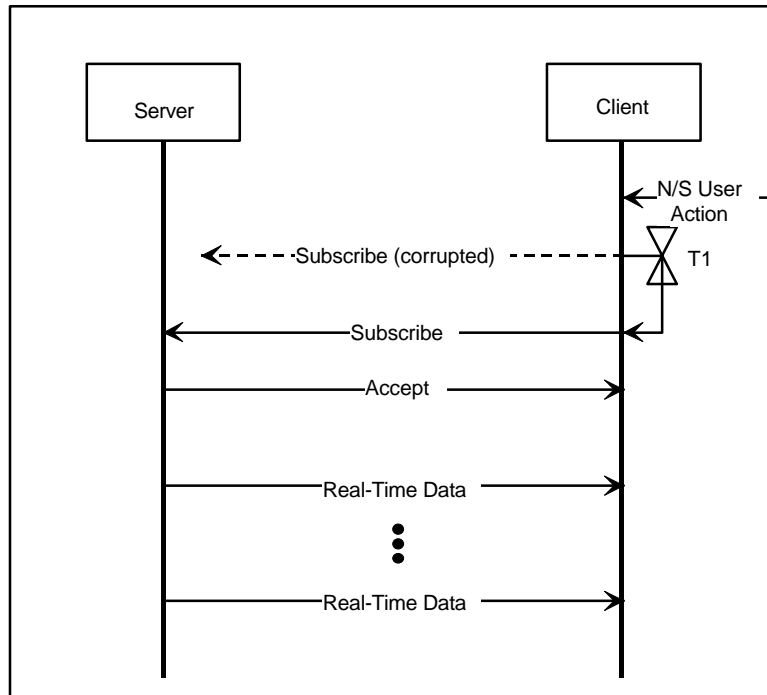 Server
Client
N/S User
Action
Subscribe (corrupted)
T1
Subscribe
Accept
Real-Time Data
Real-Time Data